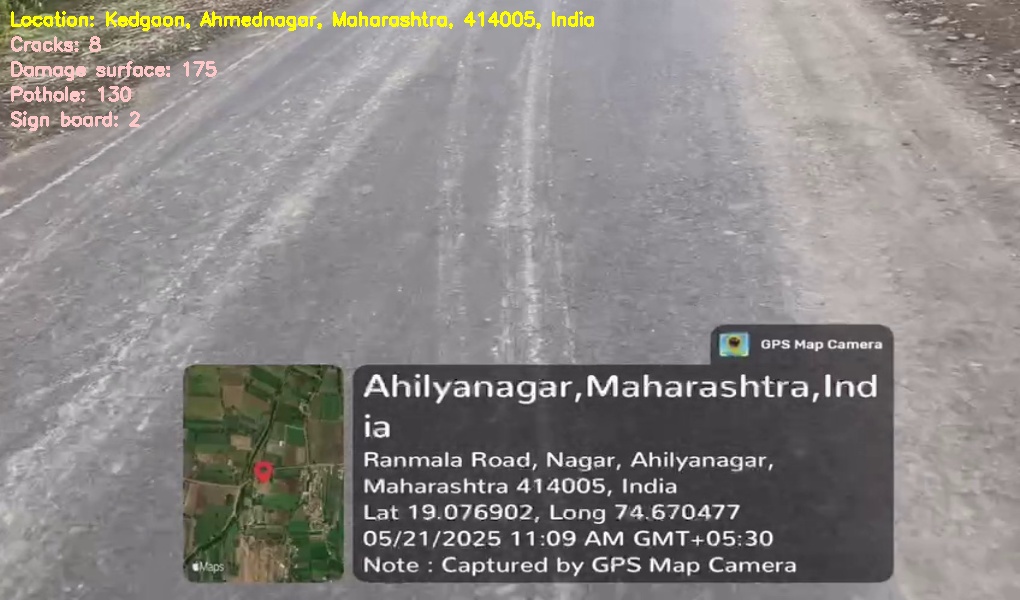 Location: Kedgaon, Ahmednagar, Maharashtra, 414005, India
Cracks: 8
Damage surface: 175
Pothole: 130
Sign board: 2
GPS Map Camera
Ahilyanagar,Maharashtra,Ind
ia
Ranmala Road, Nagar, Ahilyanagar,
Maharashtra 414005, India
Lat 19.076902, Long 74.670477
05/21/2025 11:09 AM GMT+05:30
Note : Captured by GPS Map Camera
Maps